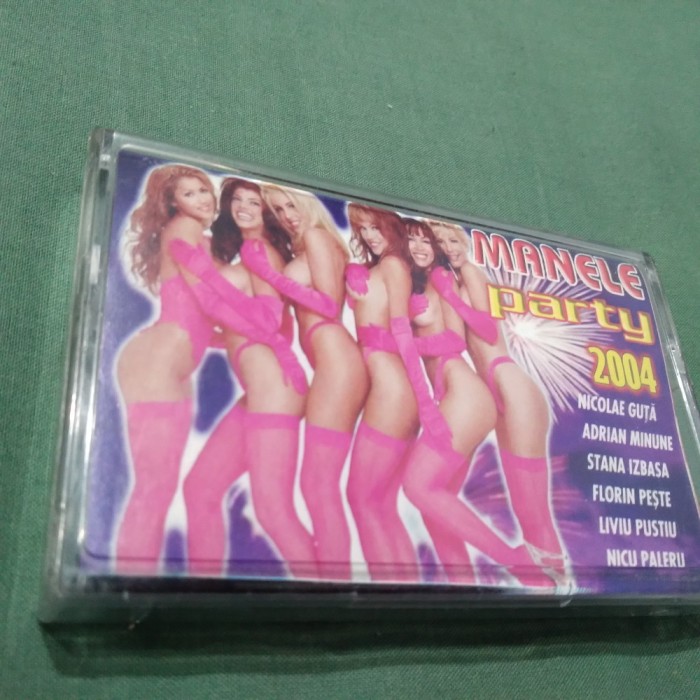 MANELE
party
2004
NICOLAE GUȚĂ
ADRIAN MINUNE
STANA IZBASA
FLORIN PEȘTE
LIVIU PUSTIU
NICU PALERU